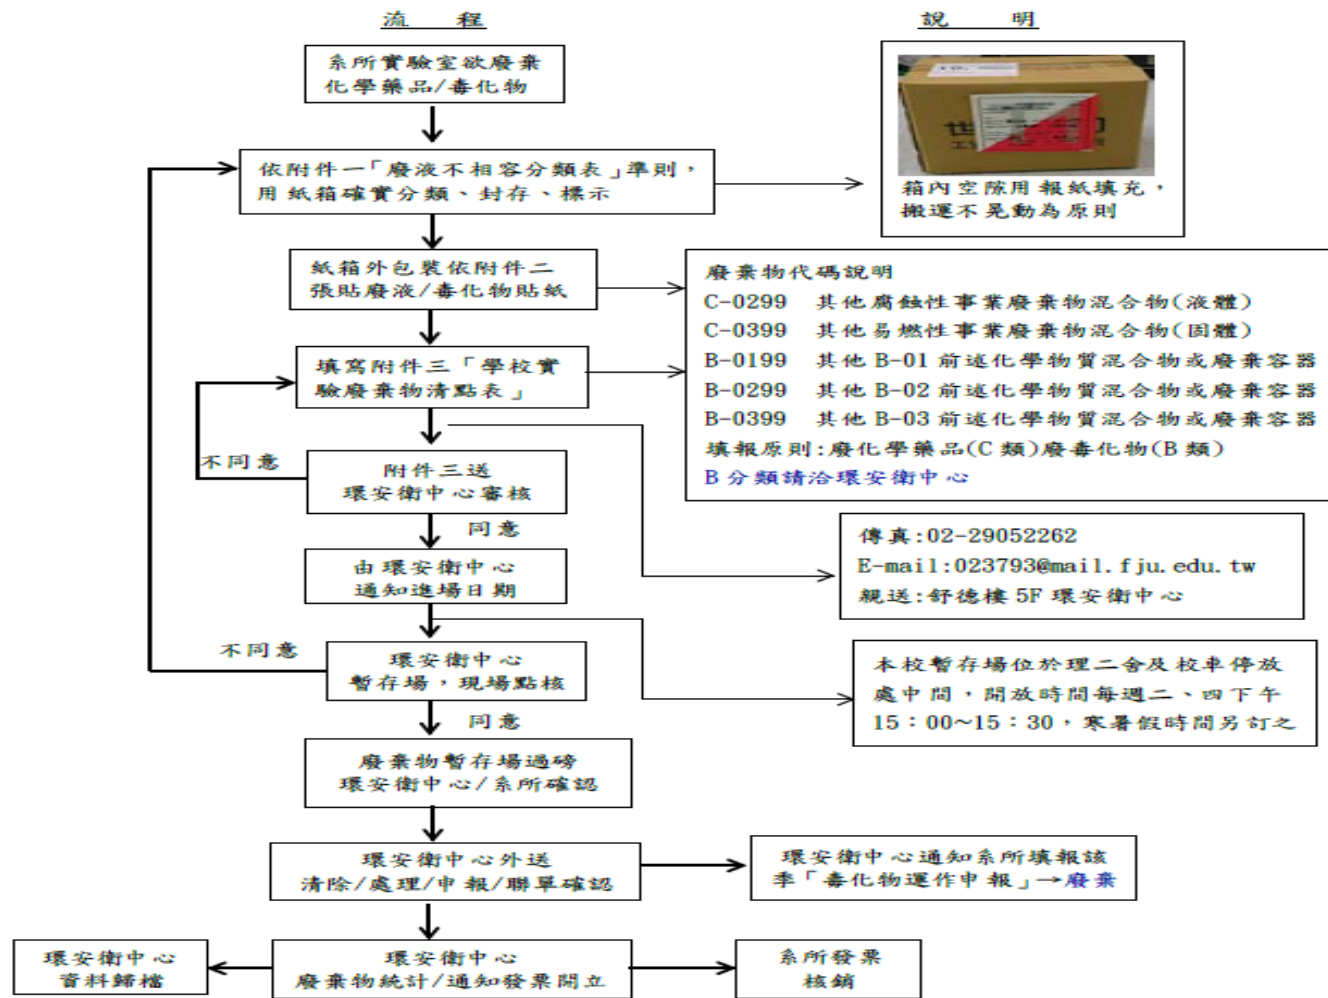 流 程
說 明
系所實驗室欲廢棄
化學藥品/毒化物
依附件一「廢液不相容分類表」準則，
用紙箱確實分類、封存、標示
箱內空隙用報紙填充，
搬運不晃動為原則
紙箱外包裝依附件二
張貼廢液/毒化物貼紙
廢棄物代碼說明
C-0299 其他腐蝕性事業廢棄物混合物(液體)
C-0399 其他易燃性事業廢棄物混合物(固體)
B-0199 其他 B-01 前述化學物質混合物或廢棄容器
B-0299 其他 B-02 前述化學物質混合物或廢棄容器
B-0399 其他 B-03 前述化學物質混合物或廢棄容器
填報原則:廢化學藥品(C 類)廢毒化物(B 類)
B 分類請洽環安衛中心
填寫附件三「學校實
驗廢棄物清點表」
不同意
附件三送
環安衛中心審核
同意
傳真:02-29052262
E-mail:023793@mail.fju.edu.tw
親送:舒德樓 5F 環安衛中心
由環安衛中心
通知進場日期
不同意
環安衛中心
暫存場，現場點核
同意
本校暫存場位於理二舍及校車停放
處中間，開放時間每週二、四下午
15：00~15：30，寒暑假時間另訂之
廢棄物暫存場過磅
環安衛中心/系所確認
環安衛中心外送
清除/處理/申報/聯單確認
環安衛中心通知系所填報該
季「毒化物運作申報」→廢棄
環安衛中心
資料歸檔
環安衛中心
廢棄物統計/通知發票開立
系所發票
核銷